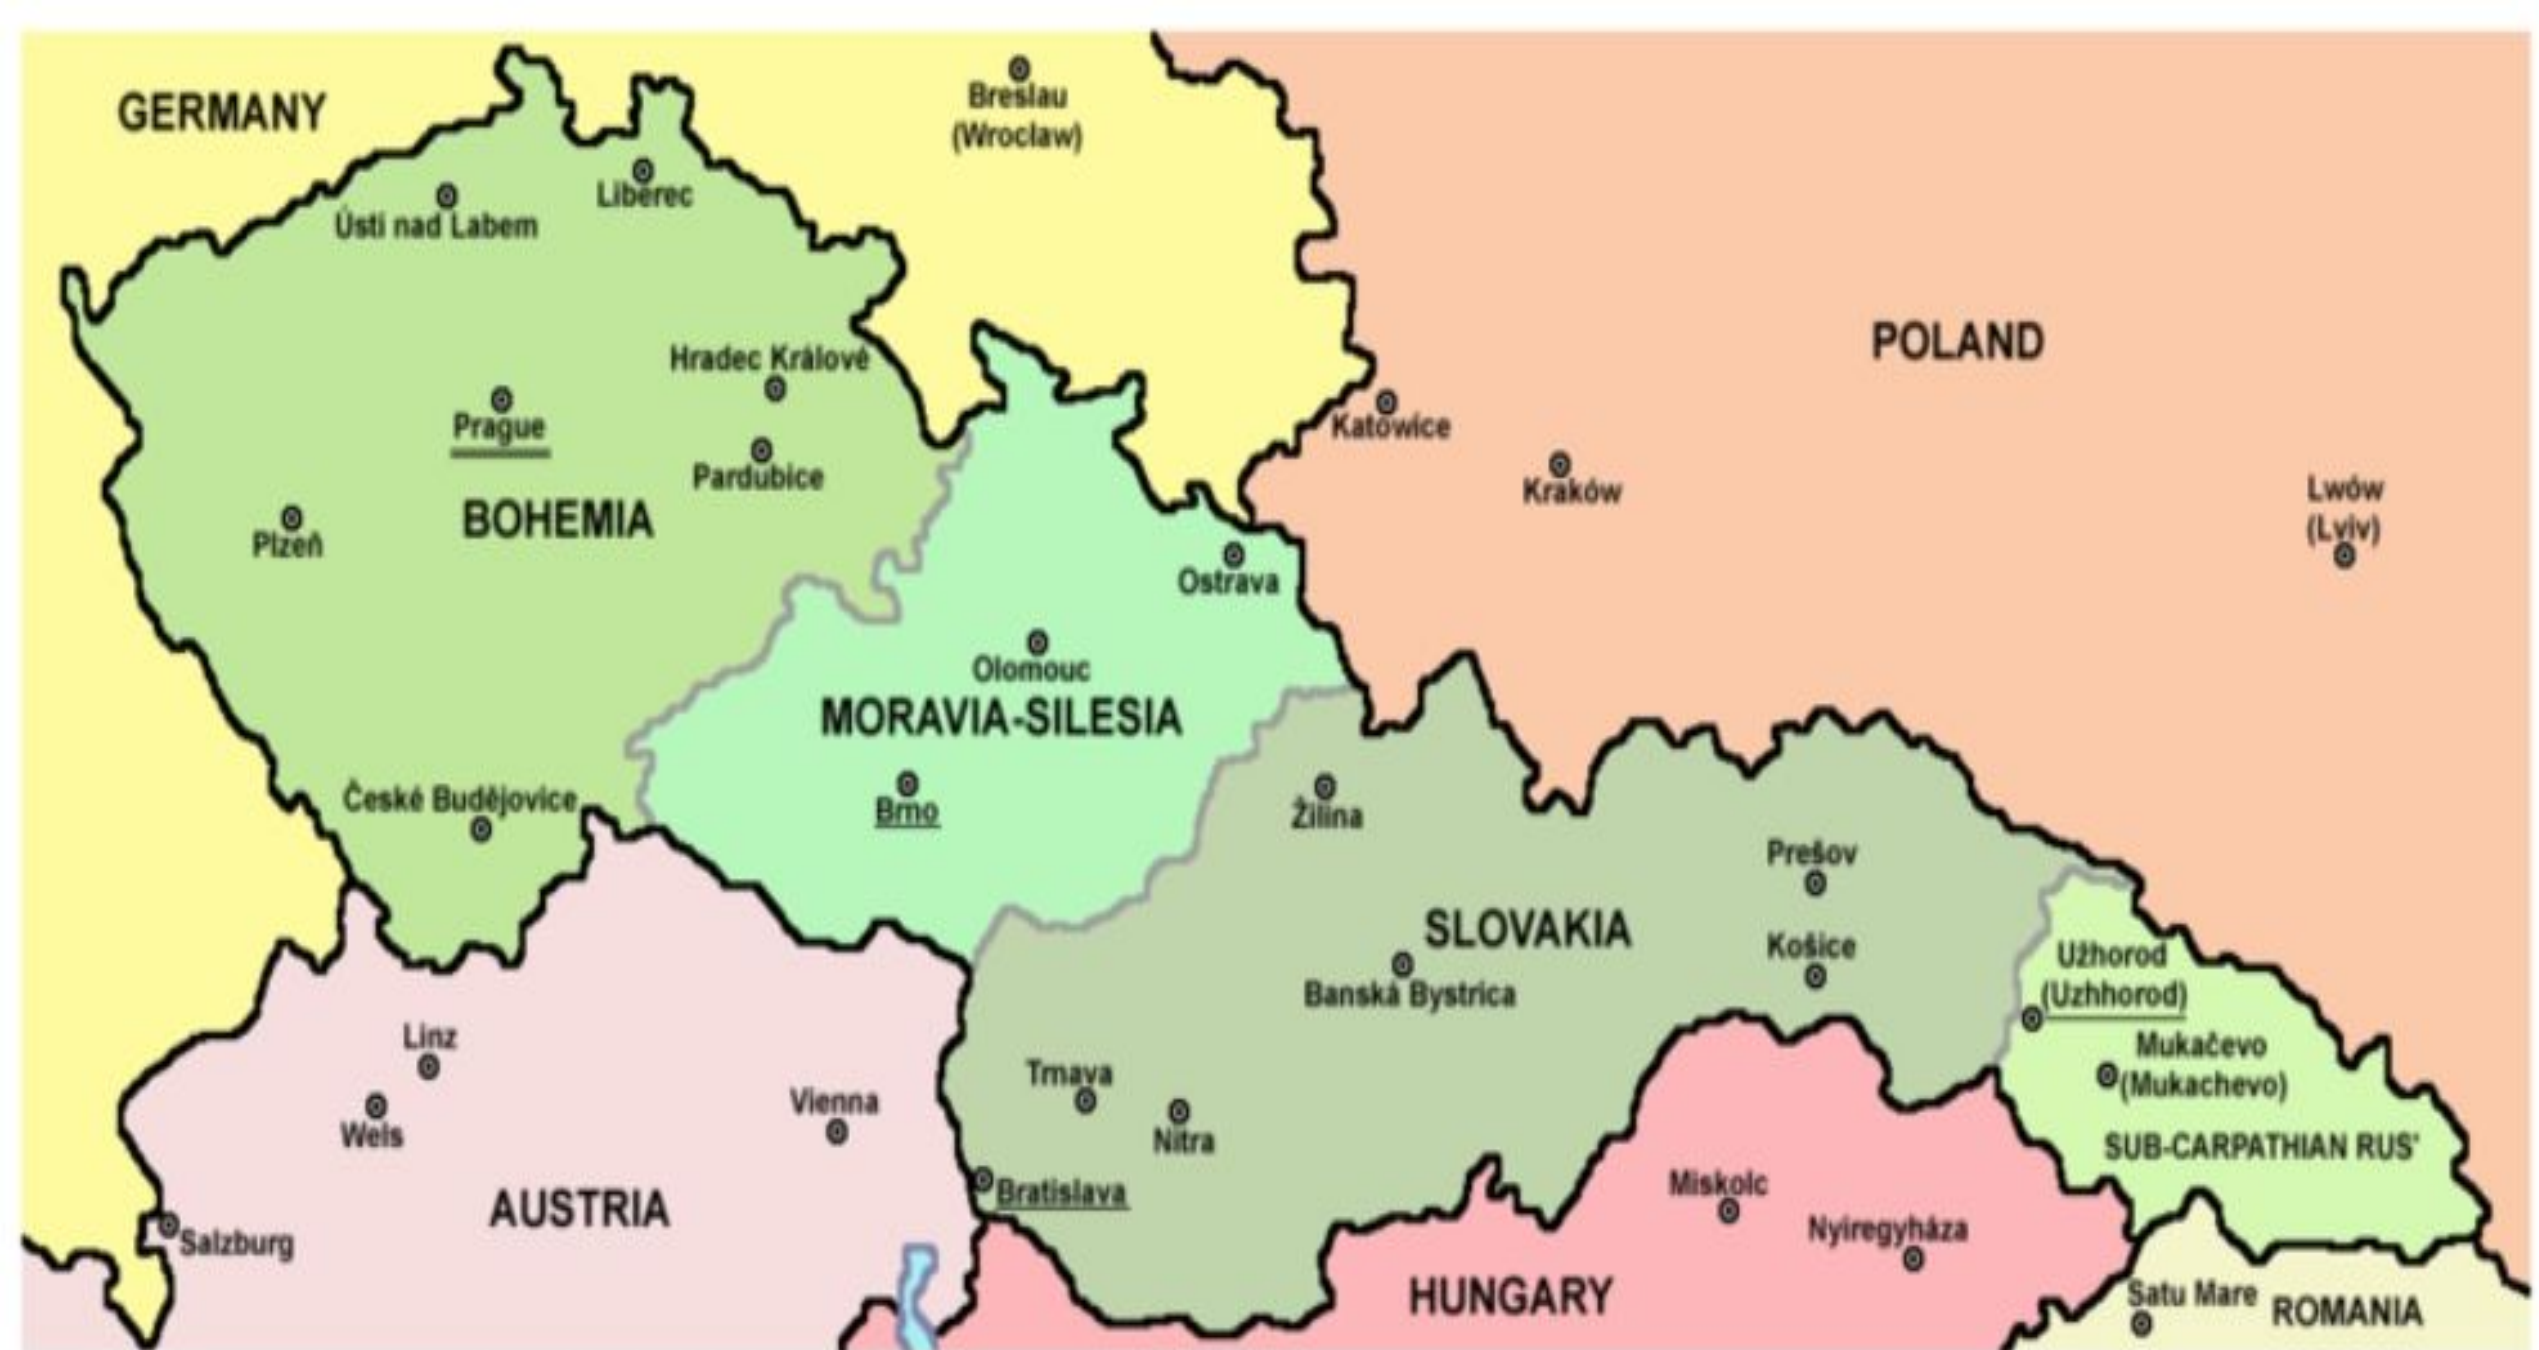 GERMANY
Breslau
(Wroclaw)
Liberec
Ústí nad Labem
POLAND
Hradec Králové
Prague
Pardubice
Katowice
Kraków
Lwów
(Lviv)
BOHEMIA
Plzeň
Ostrava
Olomouc
MORAVIA-SILESIA
České Budějovice
Brno
Žilina
Prešov
SLOVAKIA
Košice
Banská Bystrica
Užhorod
(Uzhhorod)
Mukačevo
(Mukachevo)
SUB-CARPATHIAN RUS'
Linz
Wels
Vienna
Trnava
Nitra
Bratislava
AUSTRIA
Salzburg
Miskolc
Nyiregyháza
HUNGARY
Satu Mare
ROMANIA